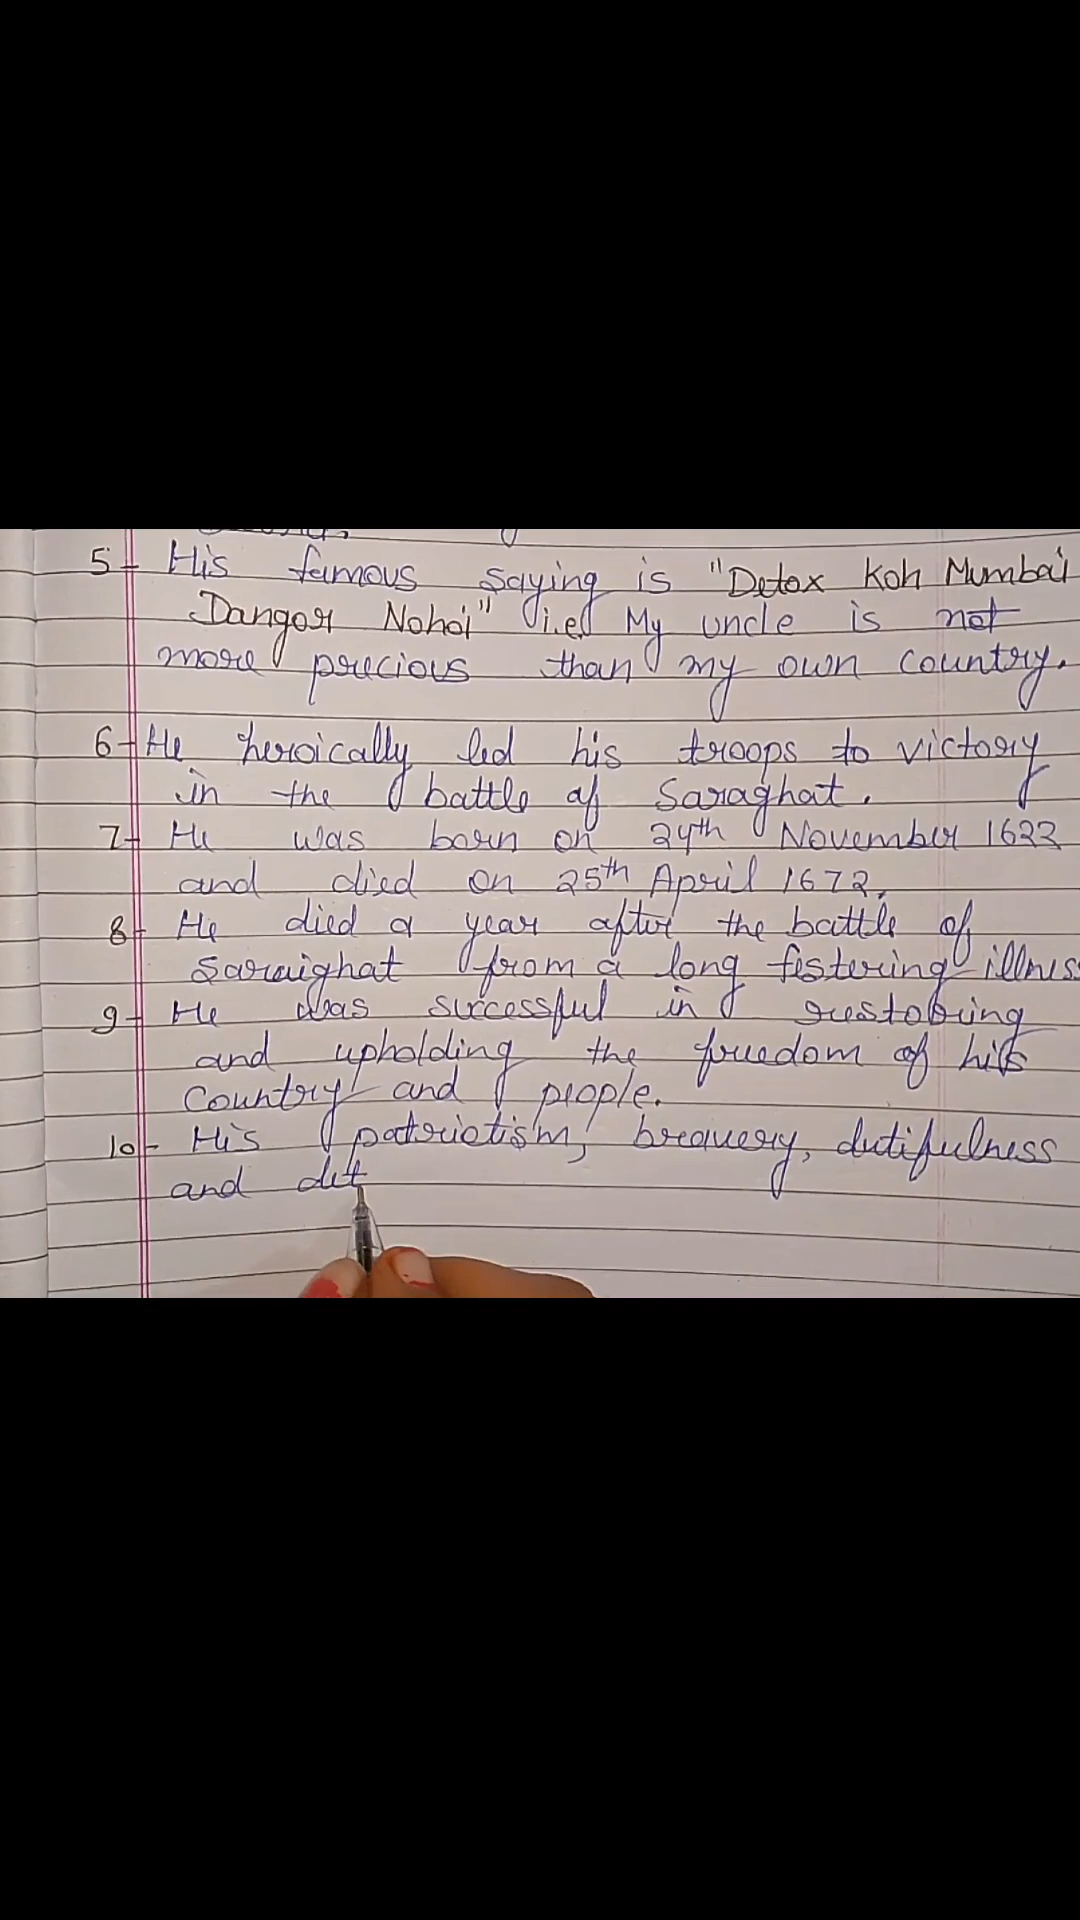 5- His famous saying is "Detox Koh Mumbai
Dangor Nohoi" i.e. My uncle is not
more precious than my own country.
6- He heroically led his troops to victory
in the battle of Saraghat.
7- He was born on 24th November 1622
and died on 25th April 1672.
8- He died a year after the battle of
Saraighat from a long festering illnes
9- He was successful in restobing
and upholding the freedom of his
Country and people.
10- His patriotism, bravery, dutifulness
and det